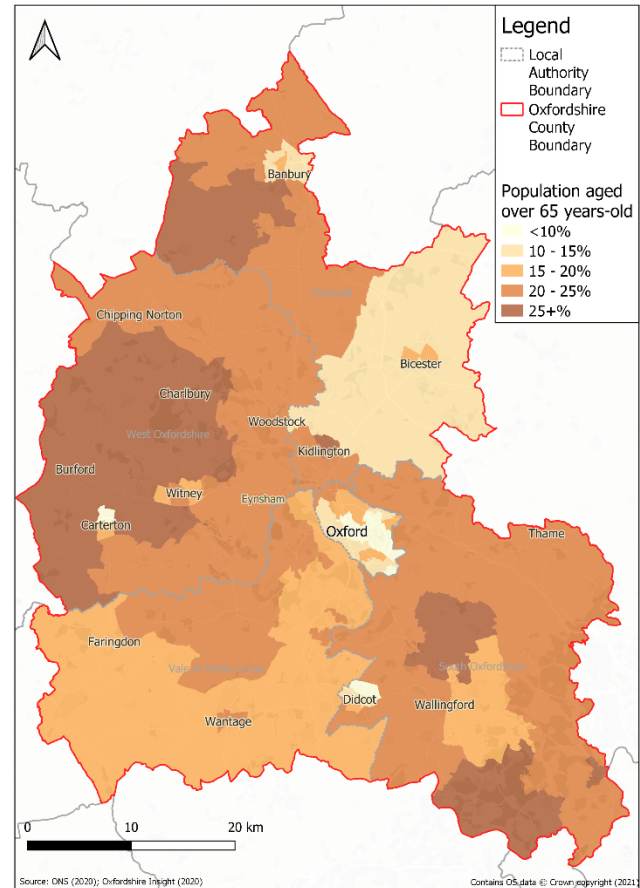 Legend
Local
Authority
Boundary
Oxfordshire
County
Boundary
Population aged
over 65 years-old
<10%
10 - 15%
15 - 20%
20 - 25%
25+%
Banbury
Chipping Norton
Bicester
Charlbury
Woodstock
West Oxfordshire
Kidlington
Burford
Witney
Eynsham
Carterton
Oxford
Thame
Faringdon
South Oxfordshire
Didcot
Wallingford
Wantage
0 10 20 km
Source: ONS (2020); Oxfordshire Insight (2020)
Contains OS data © Crown copyright (2021)